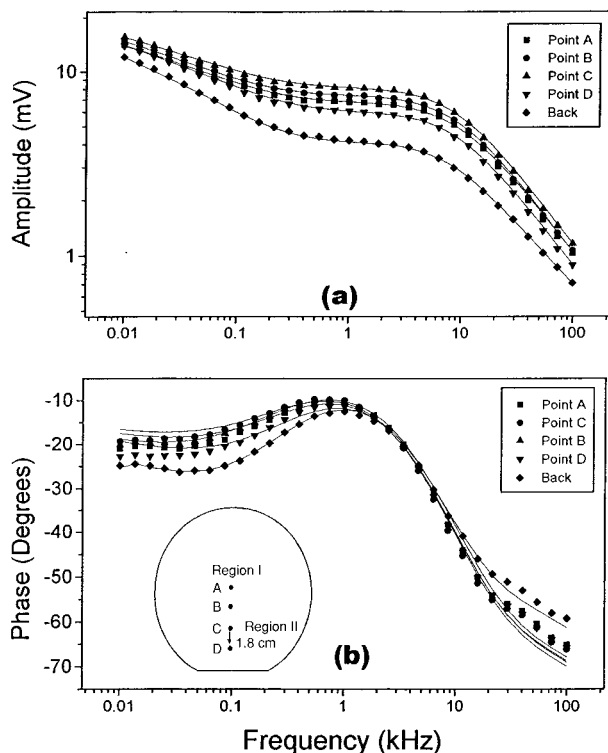 (a)
Amplitude (mV)
10
1
Point A
Point B
Point C
Point D
Back
0.01
0.1
1
10
100
(b)
Phase (Degrees)
-10
-20
-30
-40
-50
-60
-70
Point A
Point C
Point B
Point D
Back
Region I
A
B
C
Region II
D
1.8 cm
0.01
0.1
1
10
100
Frequency (kHz)